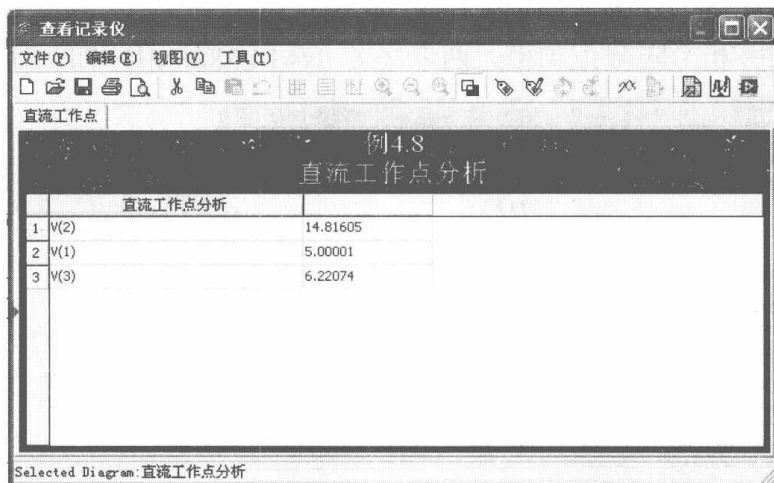 查看记录仪
文件(F) 编辑(E) 视图(V) 工具(T)
直流工作点
例4.8
直流工作点分析
直流工作点分析
1 V(2) 14.81605
2 V(1) 5.00001
3 V(3) 6.22074
Selected Diagram:直流工作点分析